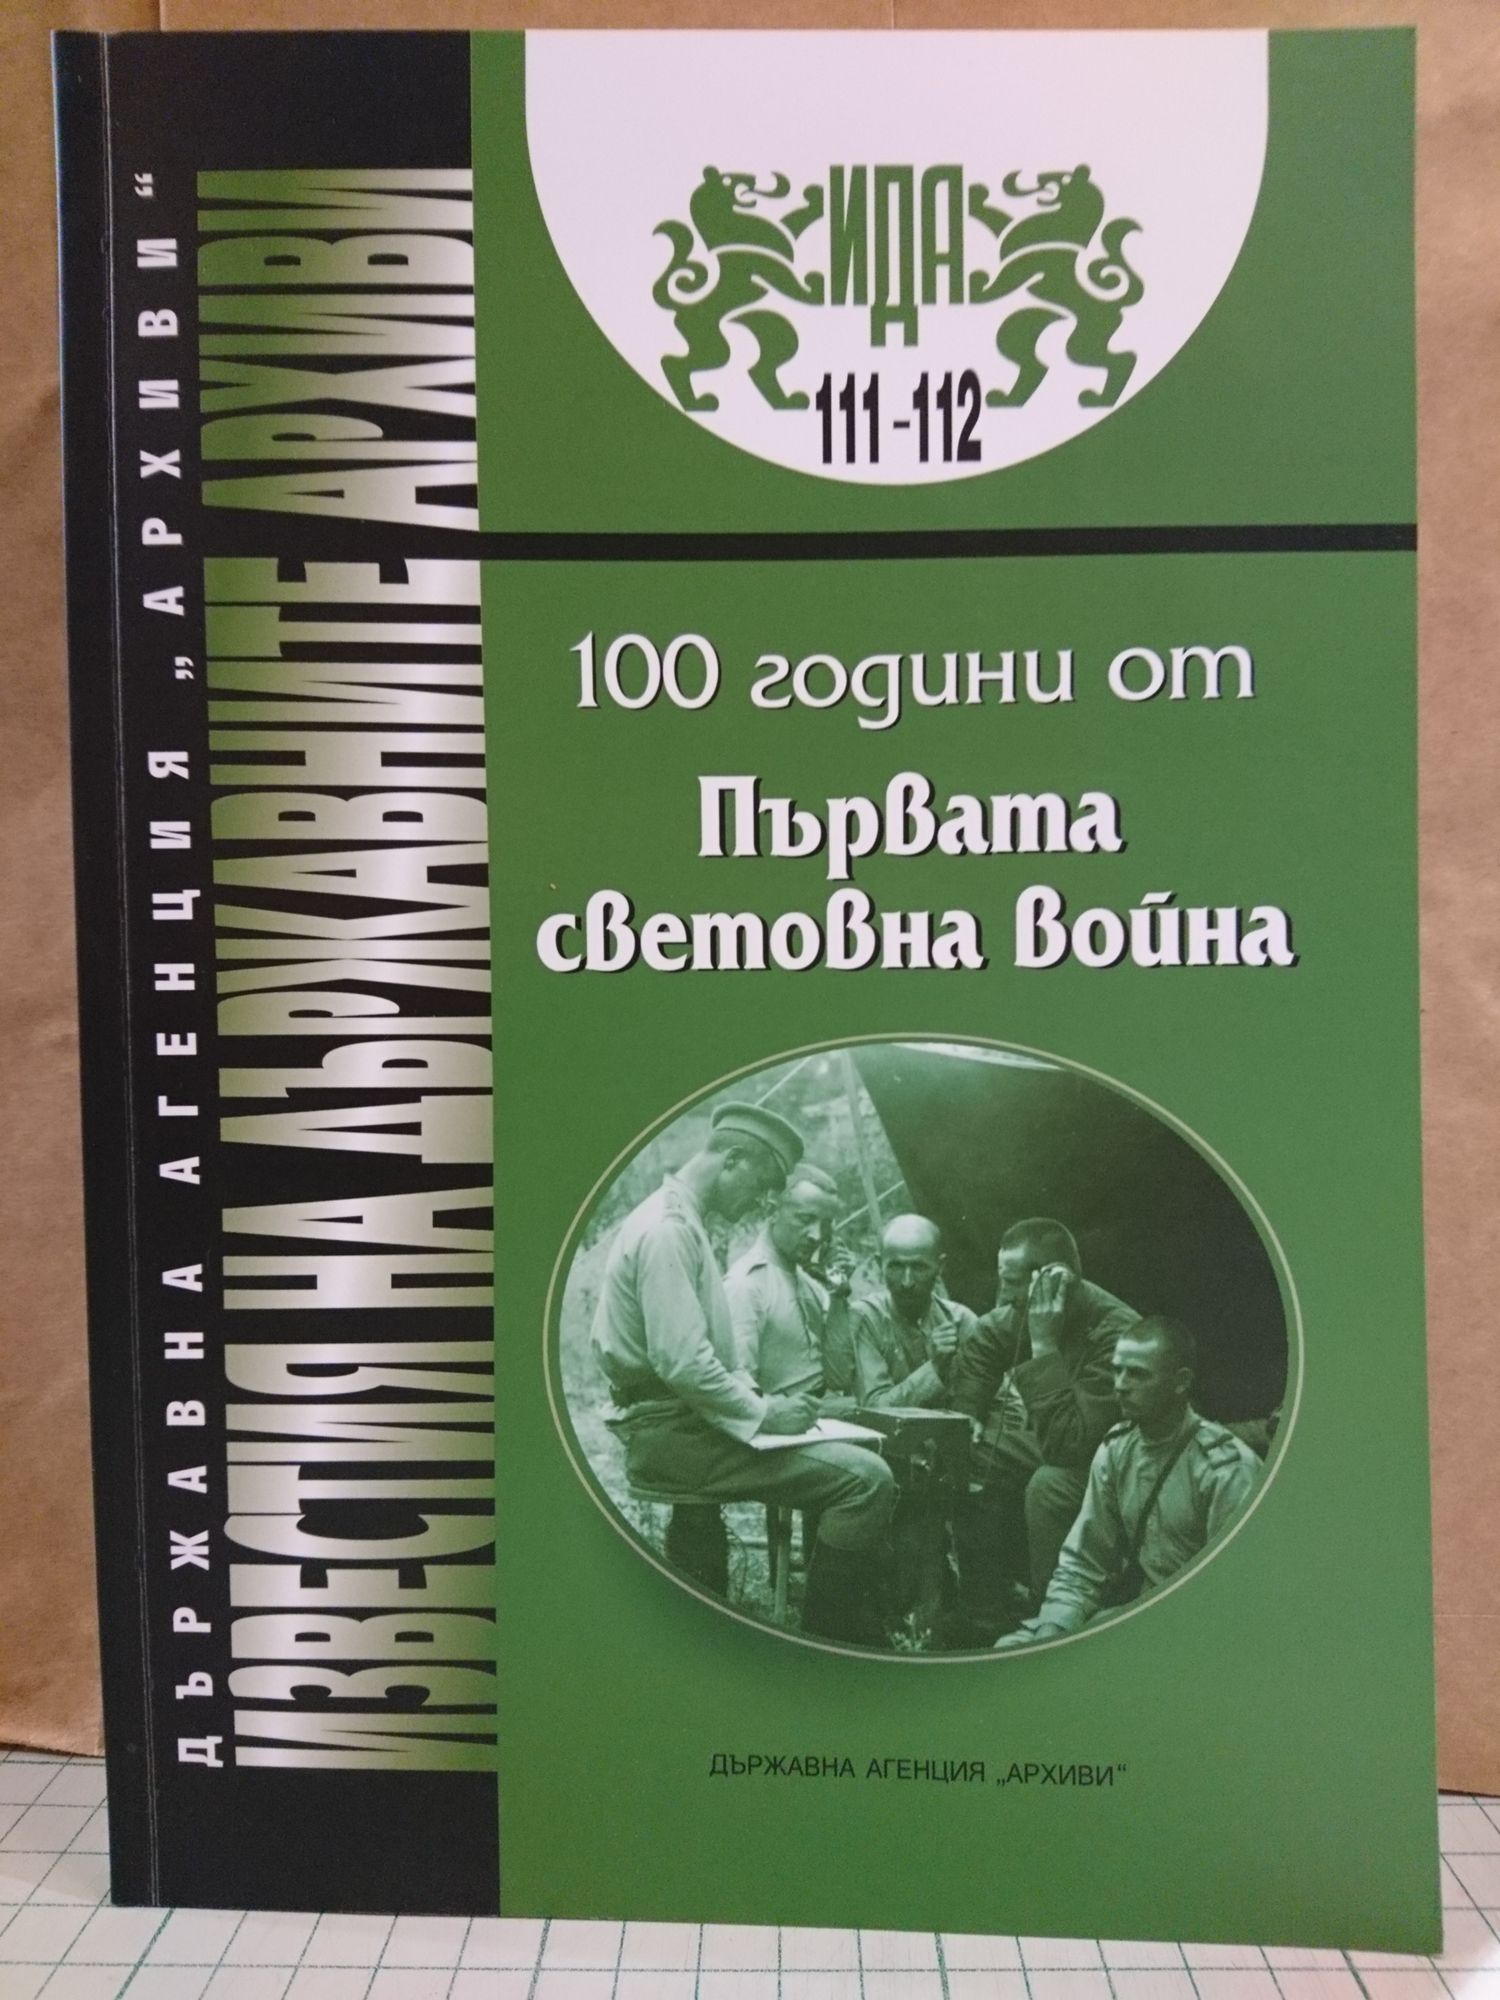 ДЪРЖАВНА АГЕНЦИЯ „АРХИВИ“
ИЗВЕСТИЯ НА ДЪРЖАВНИТЕ АРХИВИ
ИДА
111-112
100 години от
Първата
световна война
ДЪРЖАВНА АГЕНЦИЯ „АРХИВИ“